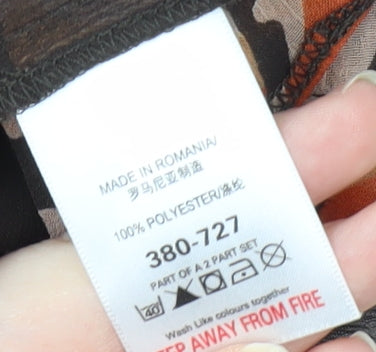 MADE IN ROMANIA/
罗马尼亚制造
100% POLYESTER/涤纶
380-727
PART OF A 2 PART SET
40
Wash Like colours together
KEEP AWAY FROM FIRE